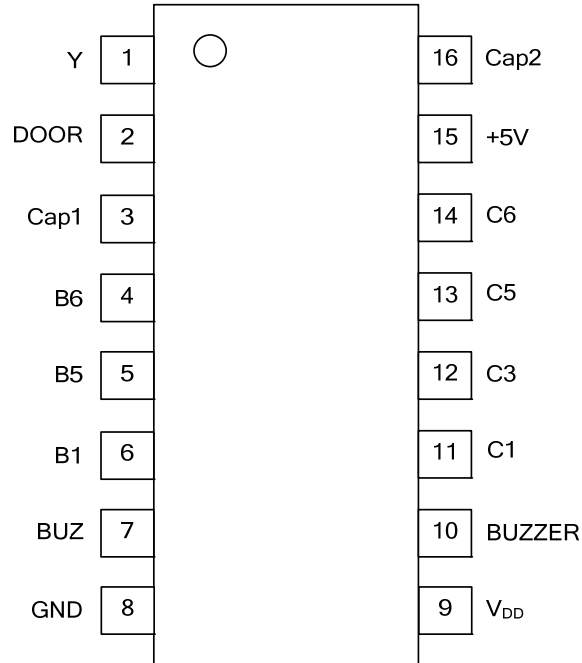 Y 1 16 Cap2
DOOR 2 15 +5V
Cap1 3 14 C6
B6 4 13 C5
B5 5 12 C3
B1 6 11 C1
BUZ 7 10 BUZZER
GND 8 9 VDD